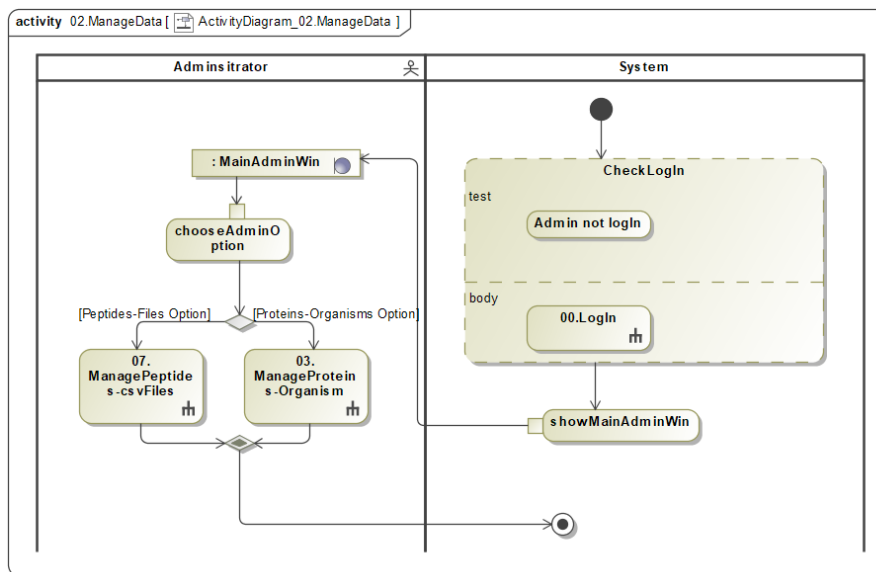 activity 02.ManageData [ ActivityDiagram_02.ManageData ]
Adminsitrator
System
: MainAdminWin
CheckLogIn
test
Admin not logIn
chooseAdminO
ption
body
[Peptides-Files Option]
[Proteins-Organisms Option]
00.LogIn
07.
ManagePeptide
s-csvFiles
03.
ManageProtein
s-Organism
showMainAdminWin